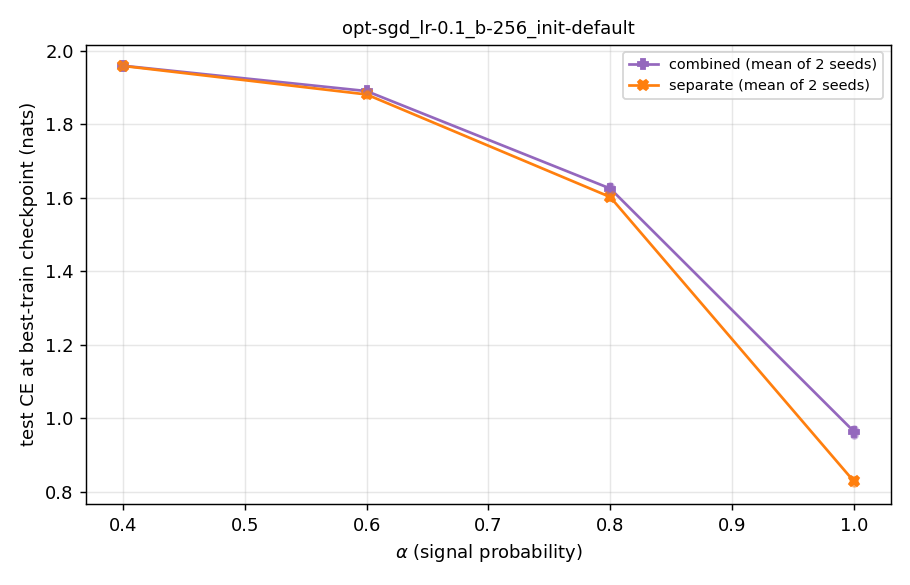 opt-sgd_lr-0.1_b-256_init-default
combined (mean of 2 seeds)
separate (mean of 2 seeds)
test CE at best-train checkpoint (nats)
2.0
1.8
1.6
1.4
1.2
1.0
0.8
0.4
0.5
0.6
0.7
0.8
0.9
1.0
α (signal probability)